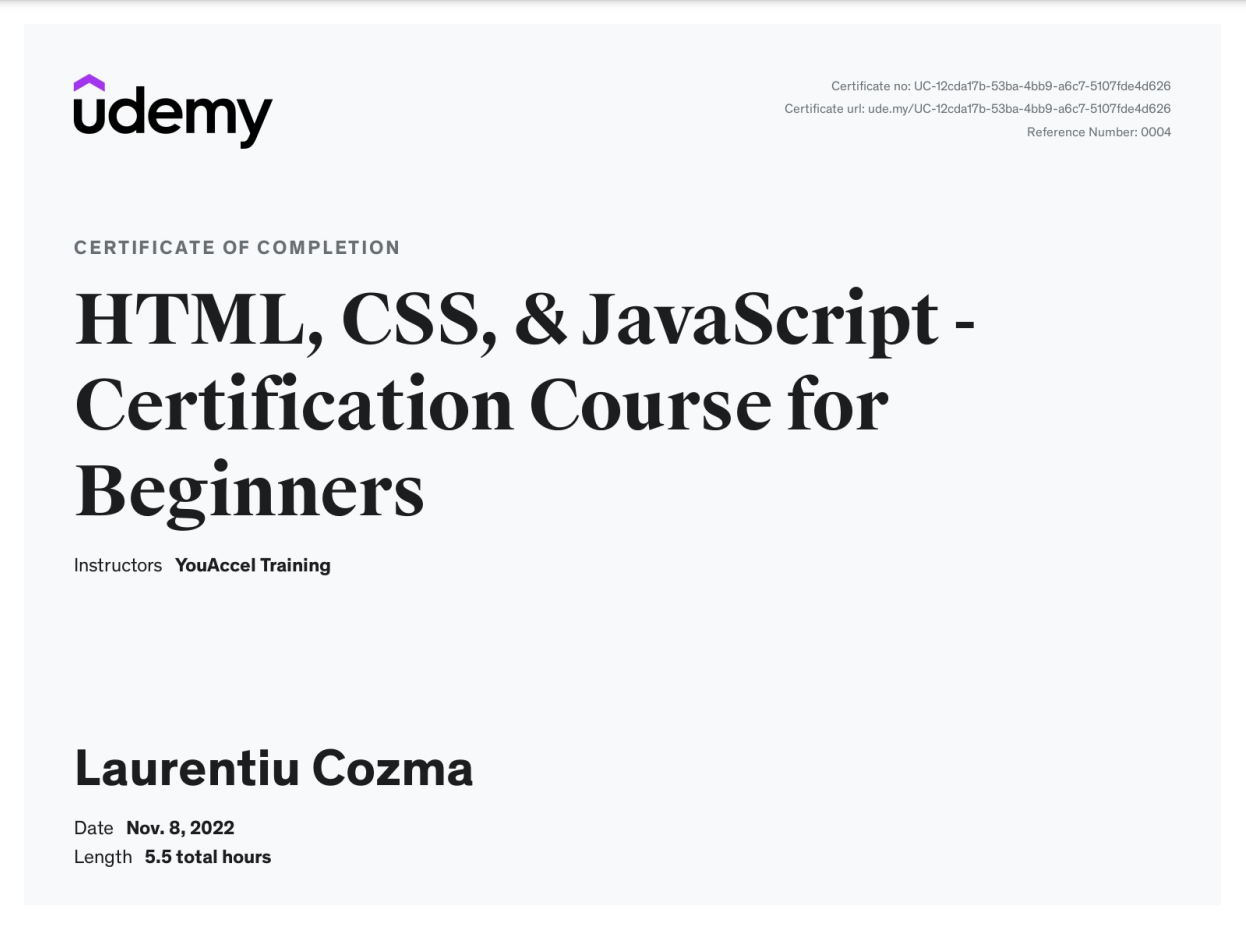 udemy
Certificate no: UC-12cda17b-53ba-4bb9-a6c7-5107fde4d626
Certificate url: ude.my/UC-12cda17b-53ba-4bb9-a6c7-5107fde4d626
Reference Number: 0004
CERTIFICATE OF COMPLETION
HTML, CSS, & JavaScript -
Certification Course for
Beginners
Instructors YouAccel Training
Laurentiu Cozma
Date Nov. 8, 2022
Length 5.5 total hours